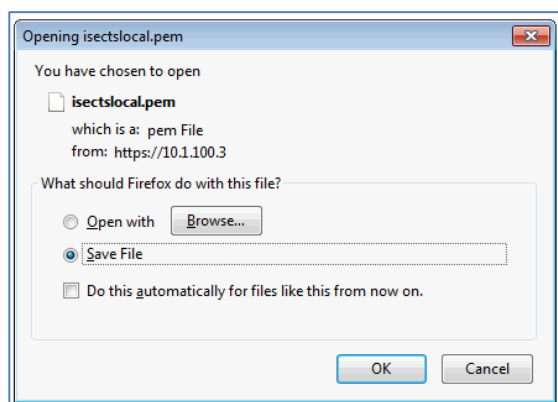 Opening isectslocal.pem
You have chosen to open
isectslocal.pem
which is a: pem File
from: https://10.1.100.3
What should Firefox do with this file?
Open with Browse...
Save File
Do this automatically for files like this from now on.
OK Cancel